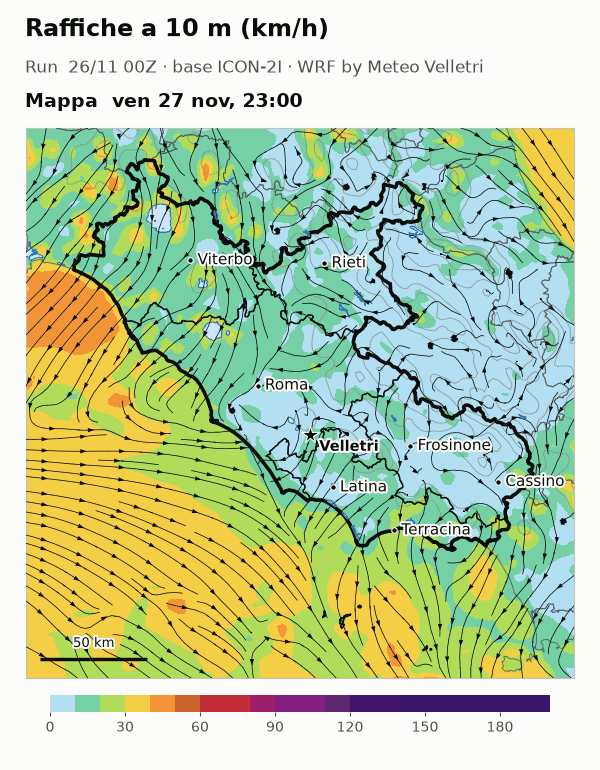 Raffiche a 10 m (km/h)
Run  26/11 00Z · base ICON-2I · WRF by Meteo Velletri
Mappa  ven 27 nov, 23:00
Viterbo
Rieti
Roma
Velletri
Frosinone
Cassino
Latina
Terracina
50 km
0 30 60 90 120 150 180